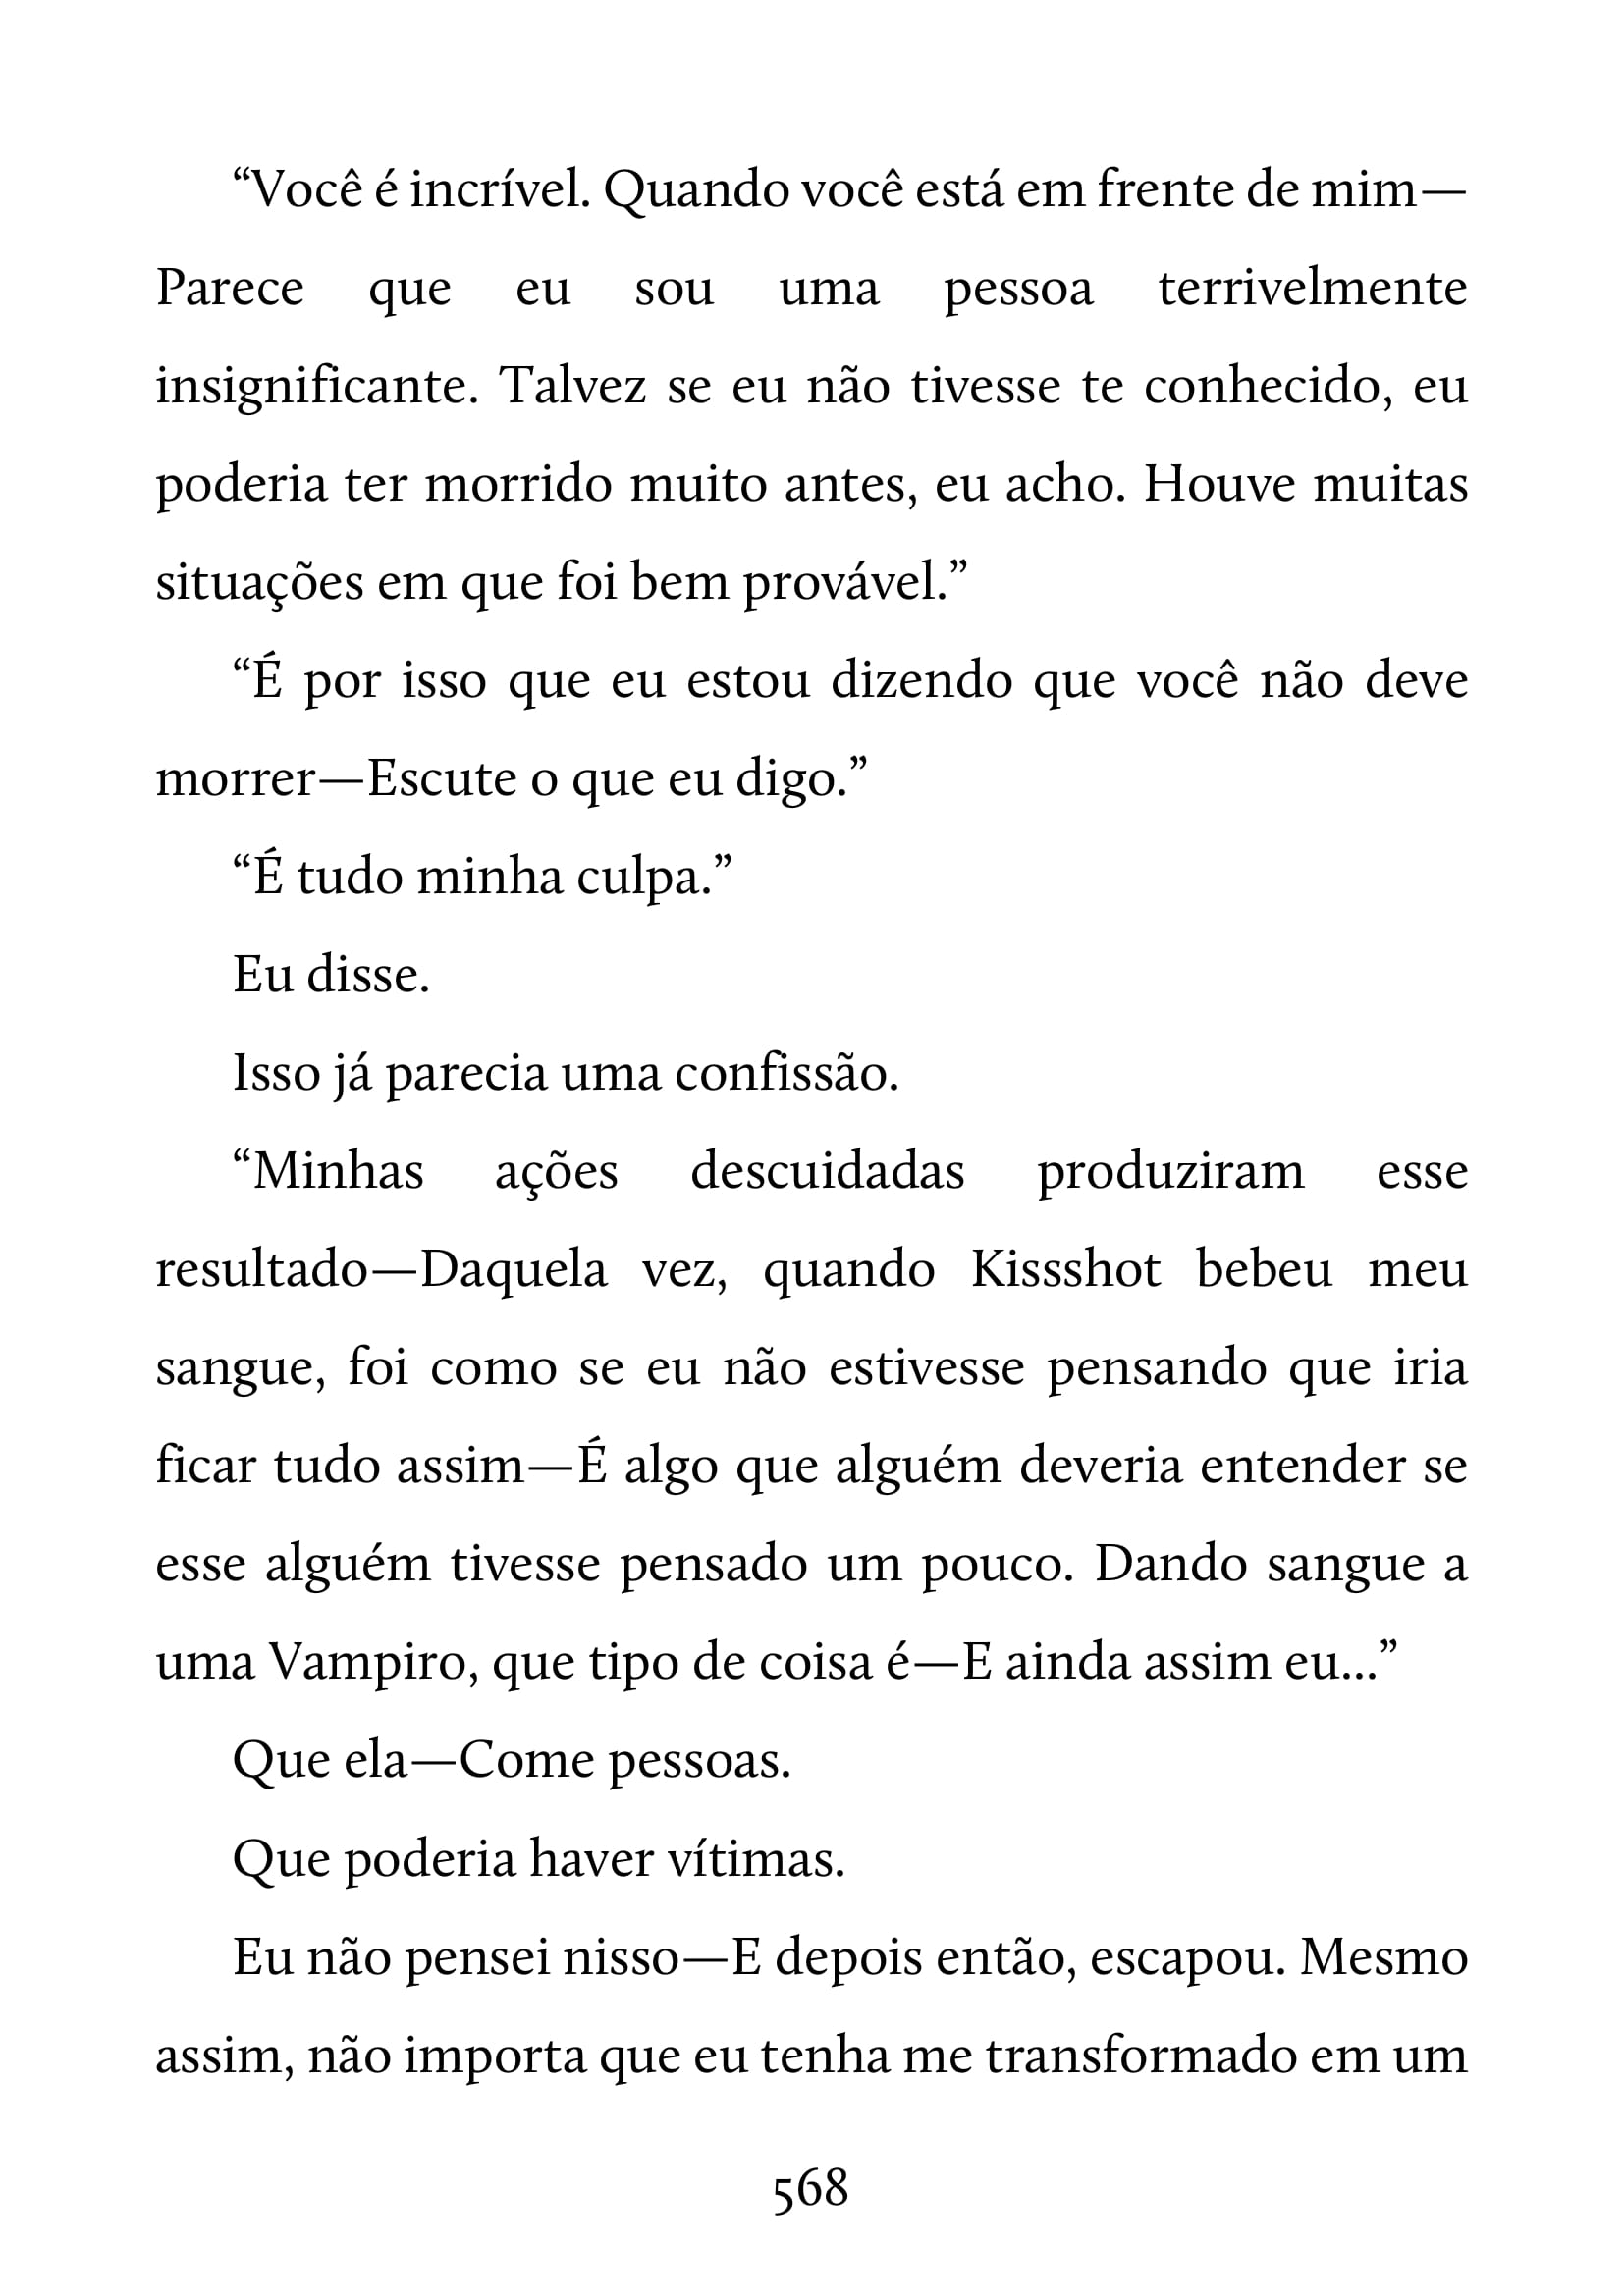 “Você é incrível. Quando você está em frente de mim—
Parece que eu sou uma pessoa terrivelmente
insignificante. Talvez se eu não tivesse te conhecido, eu
poderia ter morrido muito antes, eu acho. Houve muitas
situações em que foi bem provável.”
“É por isso que eu estou dizendo que você não deve
morrer—Escute o que eu digo.”
“É tudo minha culpa.”
Eu disse.
Isso já parecia uma confissão.
“Minhas ações descuidadas produziram esse
resultado—Daquela vez, quando Kissshot bebeu meu
sangue, foi como se eu não estivesse pensando que iria
ficar tudo assim—É algo que alguém deveria entender se
esse alguém tivesse pensado um pouco. Dando sangue a
uma Vampiro, que tipo de coisa é—E ainda assim eu...”
Que ela—Come pessoas.
Que poderia haver vítimas.
Eu não pensei nisso—E depois então, escapou. Mesmo
assim, não importa que eu tenha me transformado em um
568